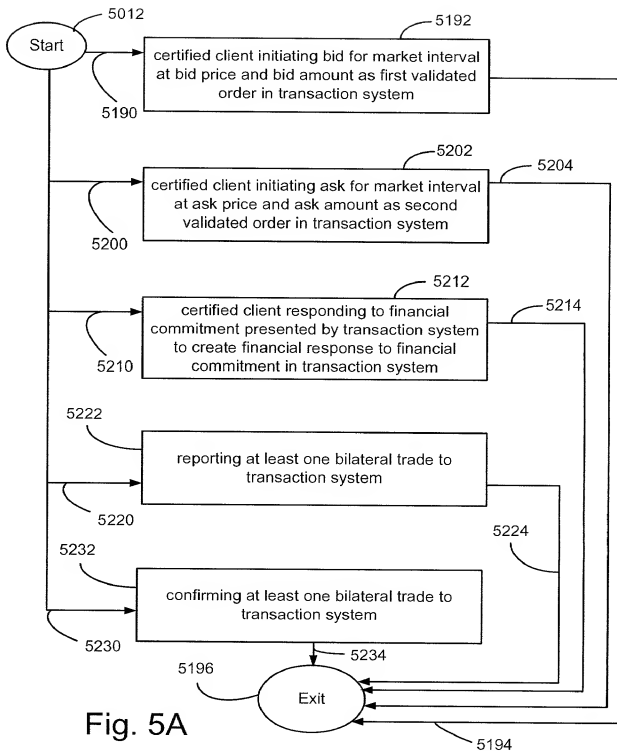 5012
Start
5190
5192
certified client initiating bid for market interval
at bid price and bid amount as first validated
order in transaction system
5202
5204
certified client initiating ask for market interval
at ask price and ask amount as second
validated order in transaction system
5200
5212
5214
certified client responding to financial
commitment presented by transaction system
to create financial response to financial
commitment in transaction system
5210
5222
reporting at least one bilateral trade to
transaction system
5220
5224
5232
confirming at least one bilateral trade to
transaction system
5230
5234
5196
Exit
5194
Fig. 5A